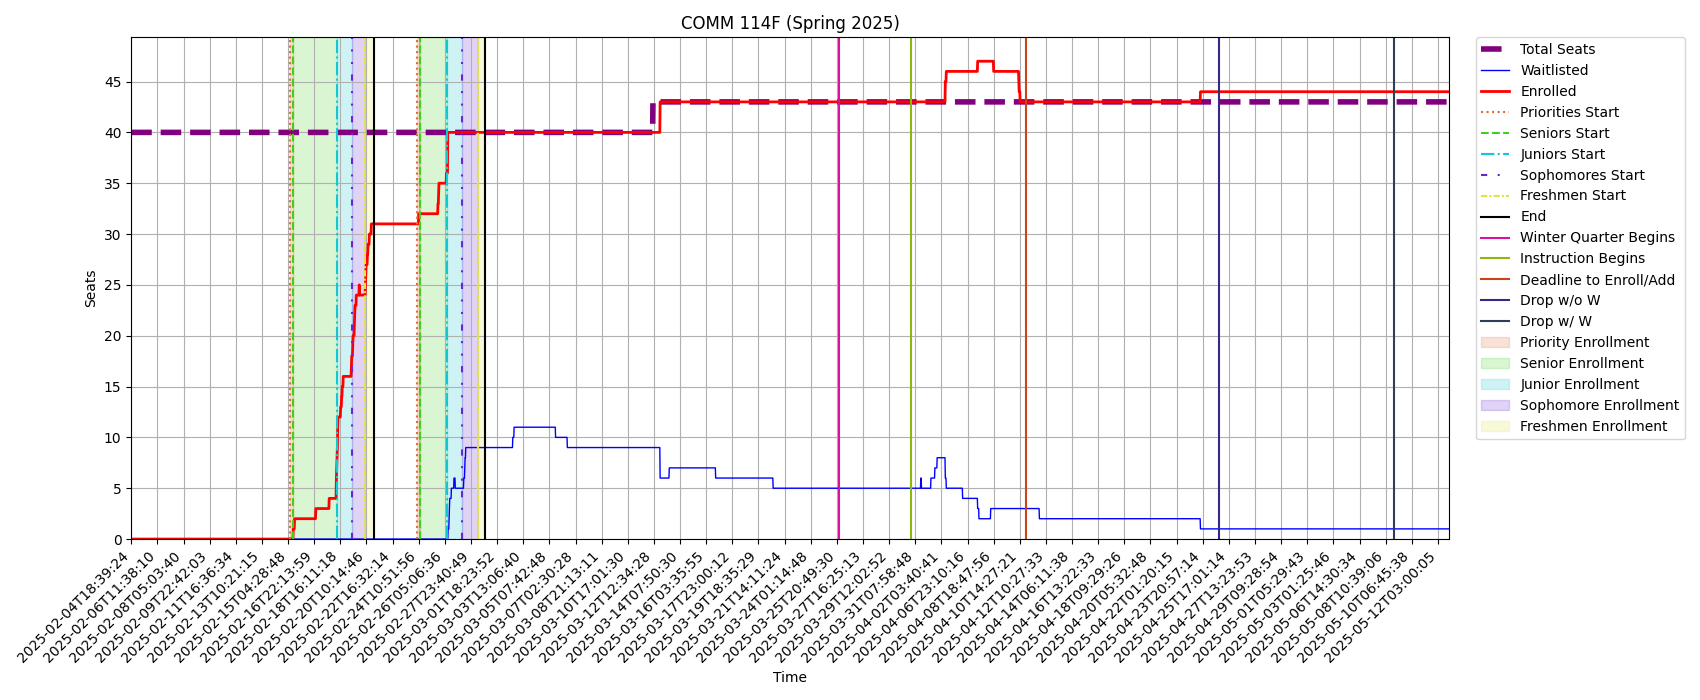 COMM 114F (Spring 2025)
Seats
45
40
35
30
25
20
15
10
5
0
2025-02-04T18:39:24
2025-02-06T11:38:10
2025-02-08T05:03:40
2025-02-09T22:42:03
2025-02-11T16:36:34
2025-02-13T10:21:15
2025-02-15T04:28:48
2025-02-16T22:13:59
2025-02-18T16:11:18
2025-02-20T10:14:46
2025-02-22T16:32:14
2025-02-24T10:51:56
2025-02-26T05:06:36
2025-02-27T23:40:49
2025-03-01T18:23:52
2025-03-03T13:06:40
2025-03-05T07:42:48
2025-03-07T02:30:28
2025-03-08T21:13:11
2025-03-10T17:01:30
2025-03-12T12:34:28
2025-03-14T07:50:30
2025-03-16T03:35:55
2025-03-17T23:00:12
2025-03-19T18:35:29
2025-03-21T14:11:24
2025-03-24T01:14:48
2025-03-25T20:49:30
2025-03-27T16:25:13
2025-03-29T12:02:52
2025-03-31T07:58:48
2025-04-02T03:40:41
2025-04-06T23:10:16
2025-04-08T18:47:56
2025-04-10T14:27:21
2025-04-12T10:27:33
2025-04-14T06:11:38
2025-04-16T13:22:33
2025-04-18T09:29:26
2025-04-20T05:32:48
2025-04-22T01:20:15
2025-04-23T20:57:14
2025-04-25T17:01:14
2025-04-27T13:23:53
2025-04-29T09:28:54
2025-05-01T05:29:43
2025-05-03T01:25:46
2025-05-06T14:30:34
2025-05-08T10:39:06
2025-05-10T06:45:38
2025-05-12T03:00:05
Time
Total Seats
Waitlisted
Enrolled
Priorities Start
Seniors Start
Juniors Start
Sophomores Start
Freshmen Start
End
Winter Quarter Begins
Instruction Begins
Deadline to Enroll/Add
Drop w/o W
Drop w/ W
Priority Enrollment
Senior Enrollment
Junior Enrollment
Sophomore Enrollment
Freshmen Enrollment